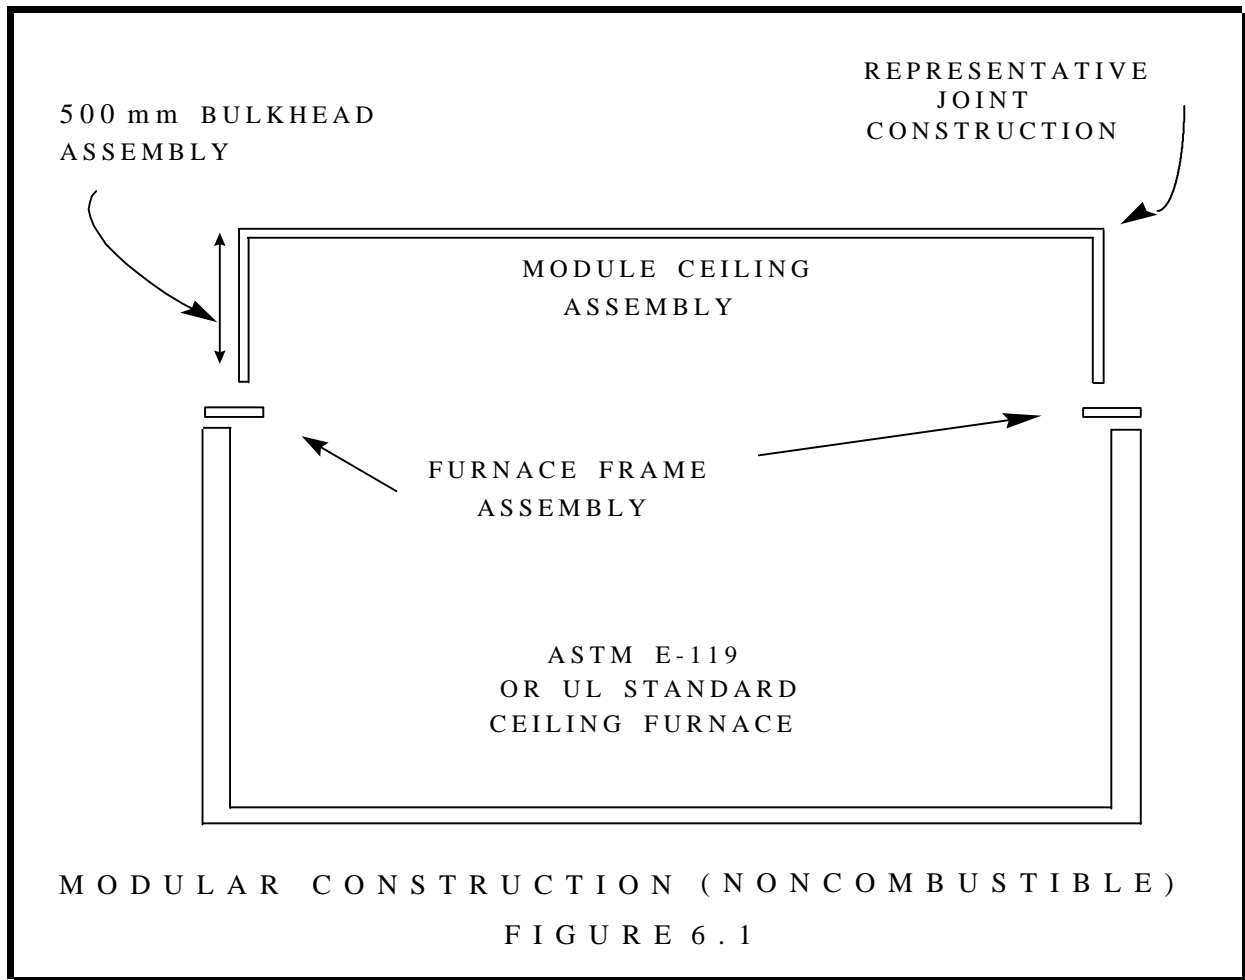 500 mm BULKHEAD
ASSEMBLY
REPRESENTATIVE
JOINT
CONSTRUCTION
MODULE CEILING
ASSEMBLY
FURNACE FRAME
ASSEMBLY
ASTM E-119
OR UL STANDARD
CEILING FURNACE
MODULAR CONSTRUCTION (NONCOMBUSTIBLE)
FIGURE 6.1